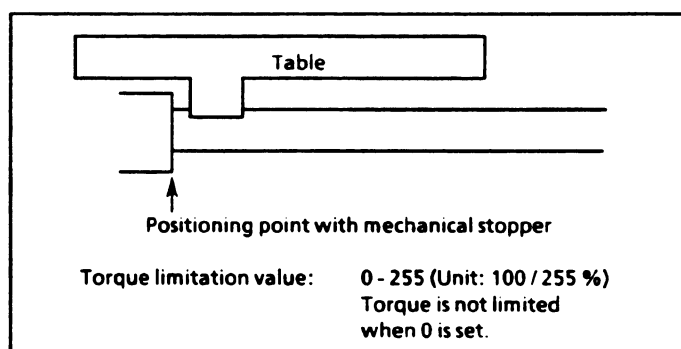 Table
Positioning point with mechanical stopper
Torque limitation value: 0 - 255 (Unit: 100 / 255 %)
Torque is not limited
when 0 is set.